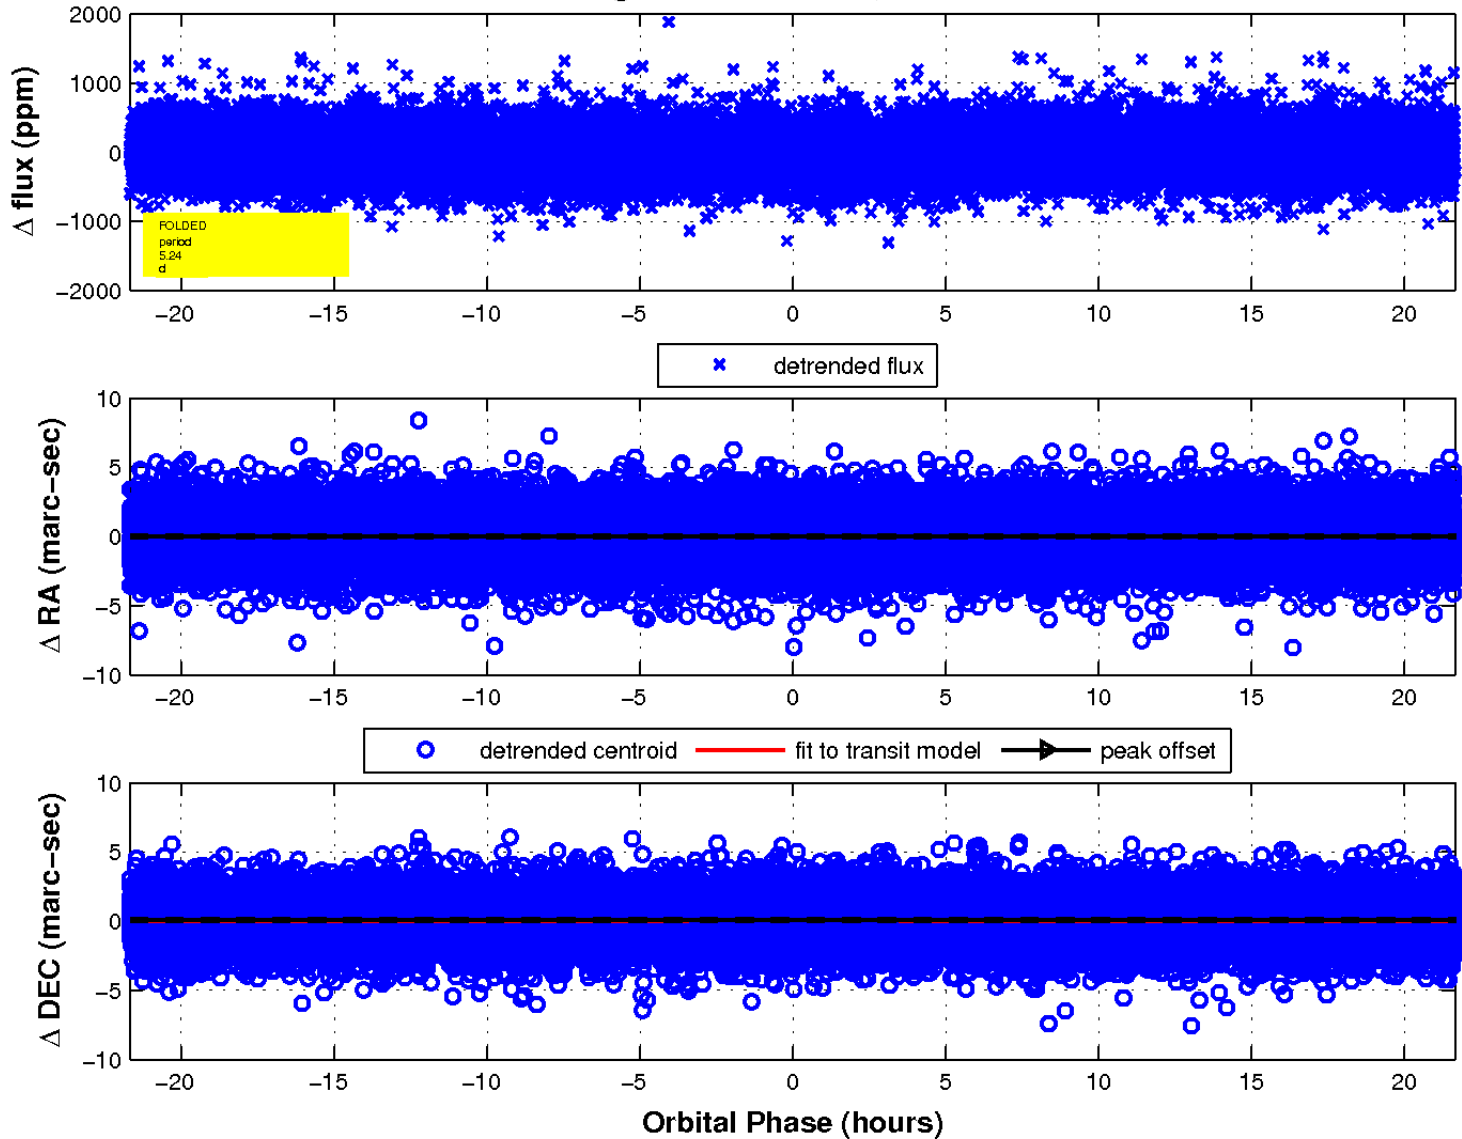 2000
1000
0
−1000
−2000
Δ flux (ppm)
FOLDED
period
5.24
d
−20 −15 −10 −5 0 5 10 15 20
detrended flux
10
5
0
−5
−10
Δ RA (marc−sec)
−20 −15 −10 −5 0 5 10 15 20
detrended centroid fit to transit model peak offset
10
5
0
−5
−10
Δ DEC (marc−sec)
−20 −15 −10 −5 0 5 10 15 20
Orbital Phase (hours)